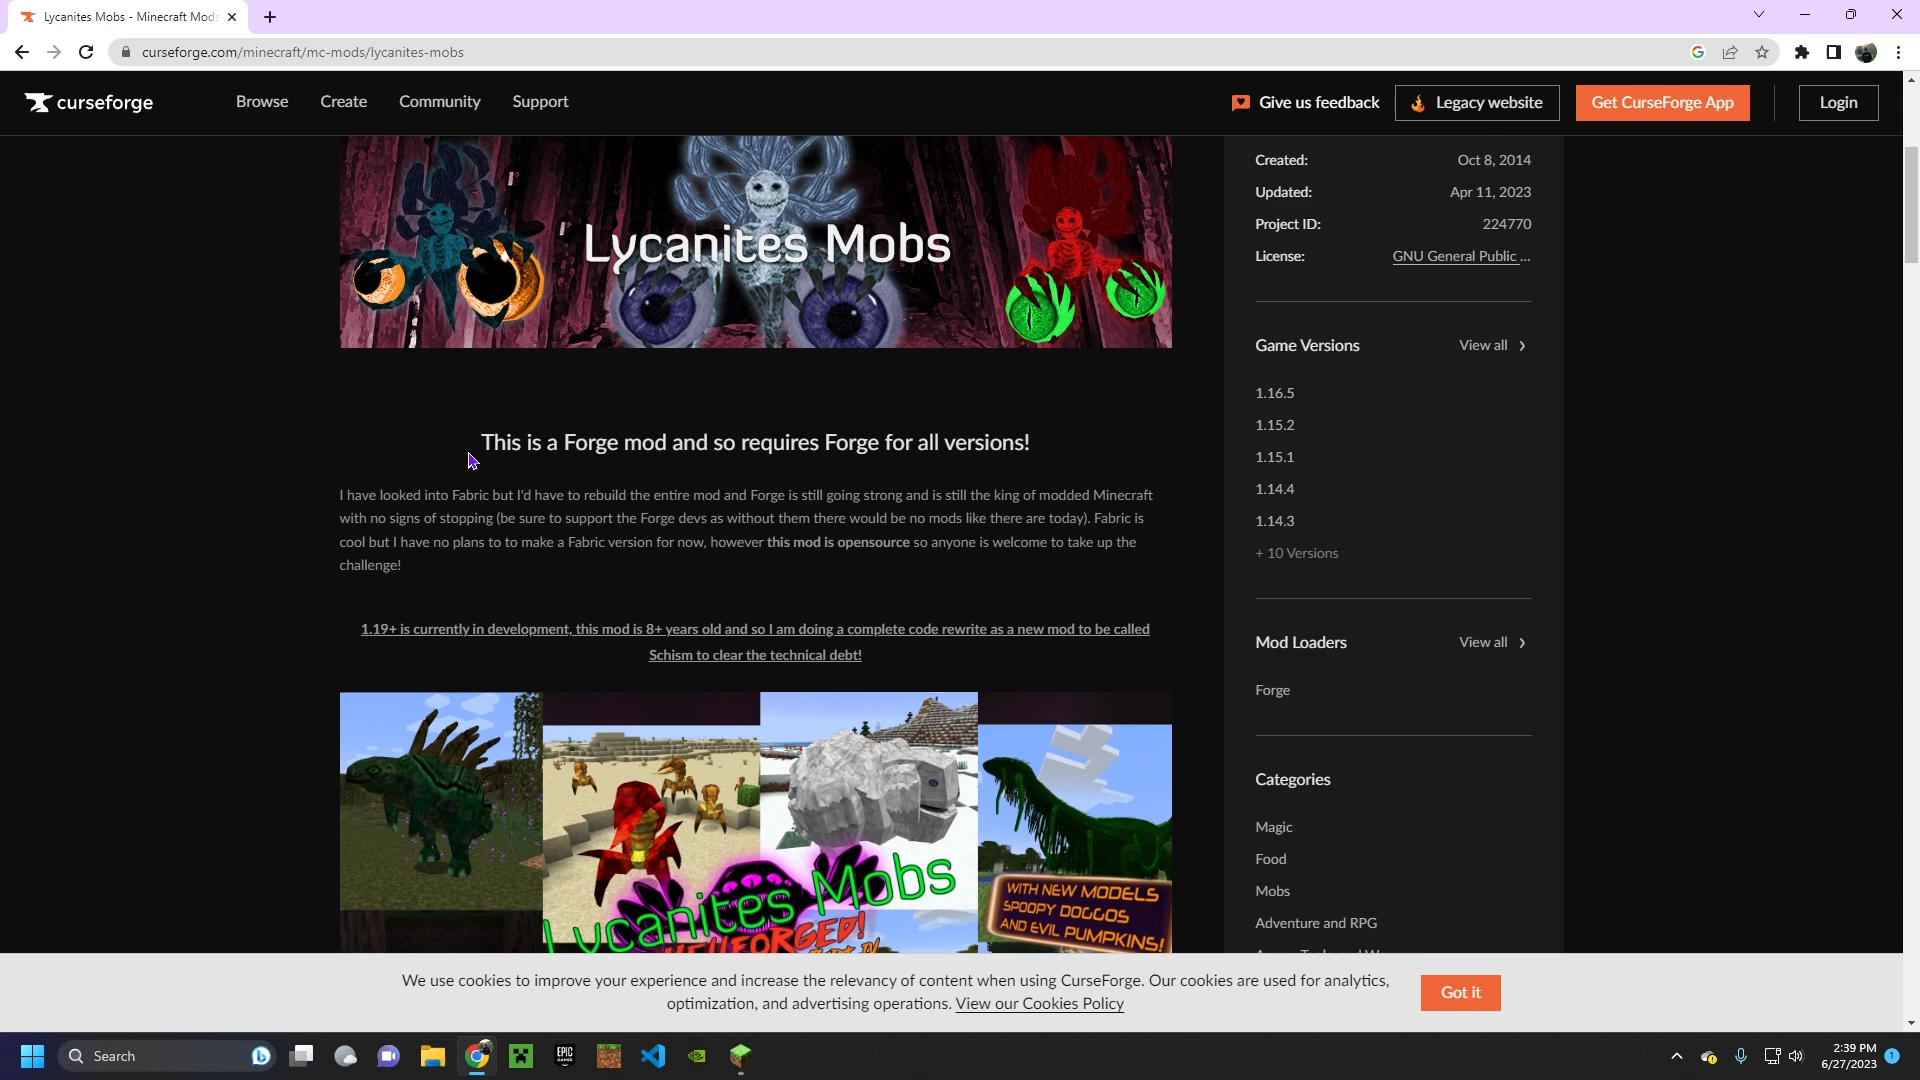 Lycanites Mobs - Minecraft Mods
curseforge.com/minecraft/mc-mods/lycanites-mobs
curseforge
Browse
Create
Community
Support
Give us feedback
Legacy website
Get CurseForge App
Login
Lycanites Mobs
This is a Forge mod and so requires Forge for all versions!
I have looked into Fabric but I'd have to rebuild the entire mod and Forge is still going strong and is still the king of modded Minecraft
with no signs of stopping (be sure to support the Forge devs as without them there would be no mods like there are today). Fabric is
cool but I have no plans to to make a Fabric version for now, however this mod is opensource so anyone is welcome to take up the
challenge!
1.19+ is currently in development, this mod is 8+ years old and so I am doing a complete code rewrite as a new mod to be called
Schism to clear the technical debt!
Lycanites Mobs
HELLFORGED!
WITH NEW MODELS
SPOOPY DOGGOS
AND EVIL PUMPKINS!
Created: Oct 8, 2014
Updated: Apr 11, 2023
Project ID: 224770
License: GNU General Public ...
Game Versions View all
1.16.5
1.15.2
1.15.1
1.14.4
1.14.3
+ 10 Versions
Mod Loaders View all
Forge
Categories
Magic
Food
Mobs
Adventure and RPG
We use cookies to improve your experience and increase the relevancy of content when using CurseForge. Our cookies are used for analytics,
optimization, and advertising operations. View our Cookies Policy
Got it
Search
EPIC
GAMES
2:39 PM
6/27/2023
1